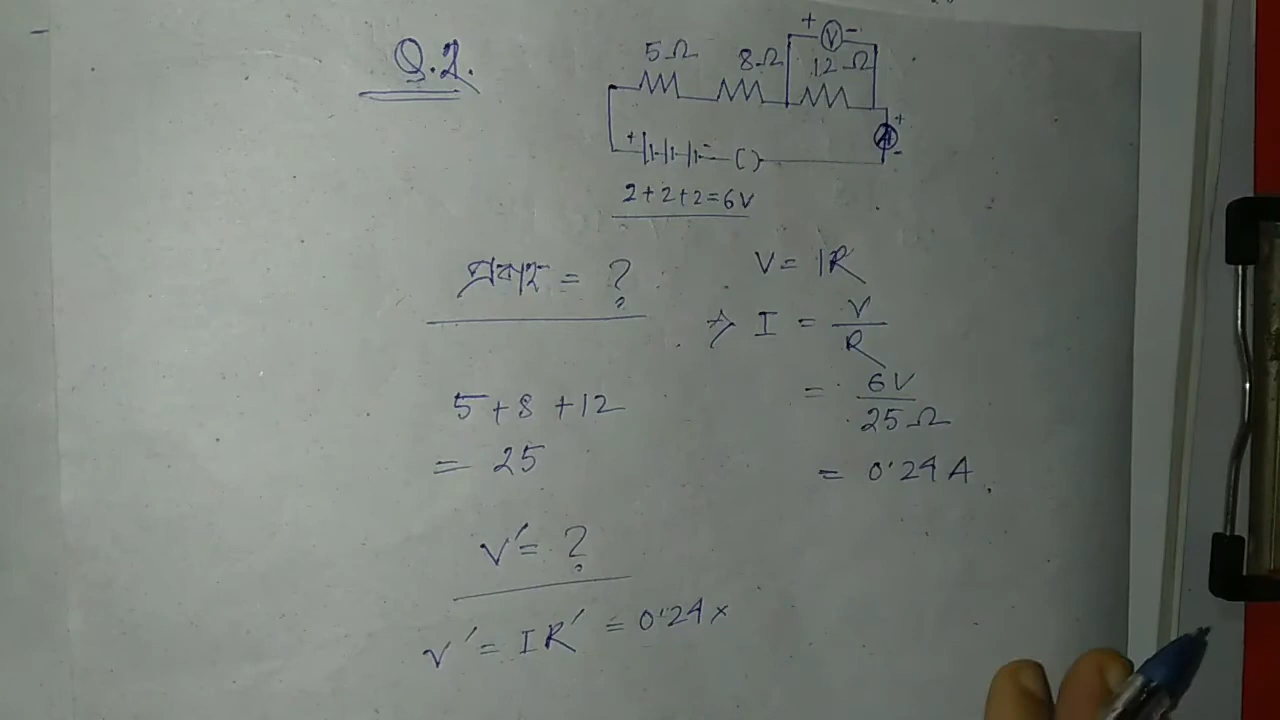 Q.2.
5Ω 8Ω 12Ω
+ V -
+ A -
+ - ( )
2+2+2=6V
প্ৰবাহ = ?
V = IR
⇒ I = V/R
= 6V/25Ω
= 0.24 A.
5+8+12
= 25
V′ = ?
V′ = IR′ = 0.24×